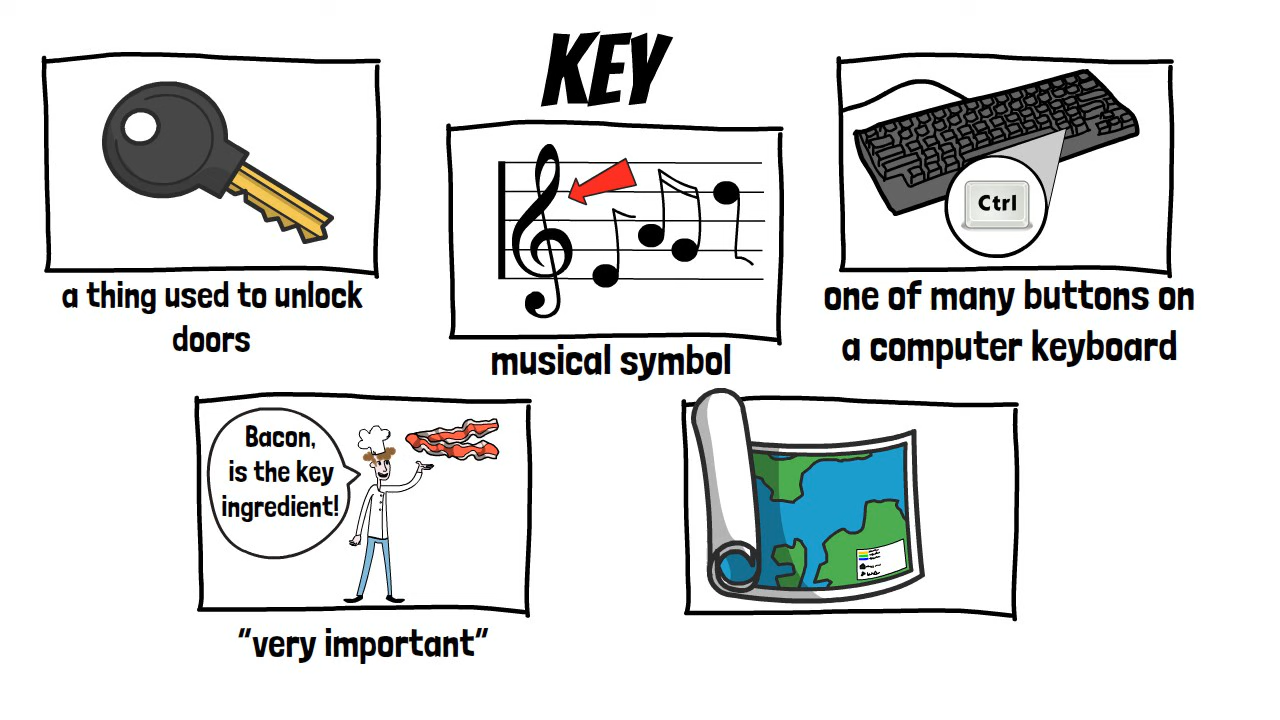 KEY
a thing used to unlock
doors
musical symbol
Ctrl
one of many buttons on
a computer keyboard
Bacon,
is the key
ingredient!
"very important"